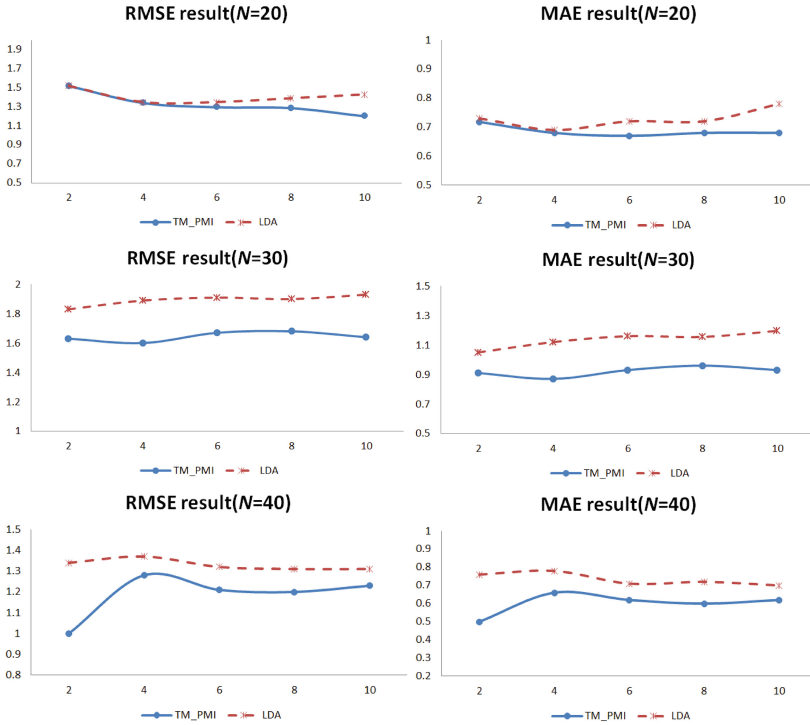 RMSE result(N=20)
1.9
1.7
1.5
1.3
1.1
0.9
0.7
0.5
2 4 6 8 10
TM_PMI LDA
MAE result(N=20)
1
0.9
0.8
0.7
0.6
0.5
2 4 6 8 10
TM_PMI LDA
RMSE result(N=30)
2
1.8
1.6
1.4
1.2
1
2 4 6 8 10
TM_PMI LDA
MAE result(N=30)
1.5
1.3
1.1
0.9
0.7
0.5
2 4 6 8 10
TM_PMI LDA
RMSE result(N=40)
1.5
1.4
1.3
1.2
1.1
1
0.9
0.8
2 4 6 8 10
TM_PMI LDA
MAE result(N=40)
1
0.9
0.8
0.7
0.6
0.5
0.4
0.3
0.2
2 4 6 8 10
TM_PMI LDA